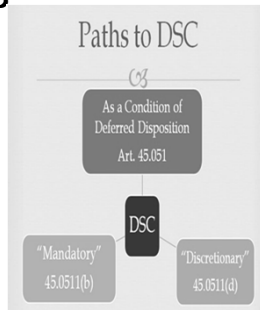 Paths to DSC
As a Condition of
Deferred Disposition
Art. 45.051
DSC
“Mandatory”
45.0511(b)
“Discretionary”
45.0511(d)